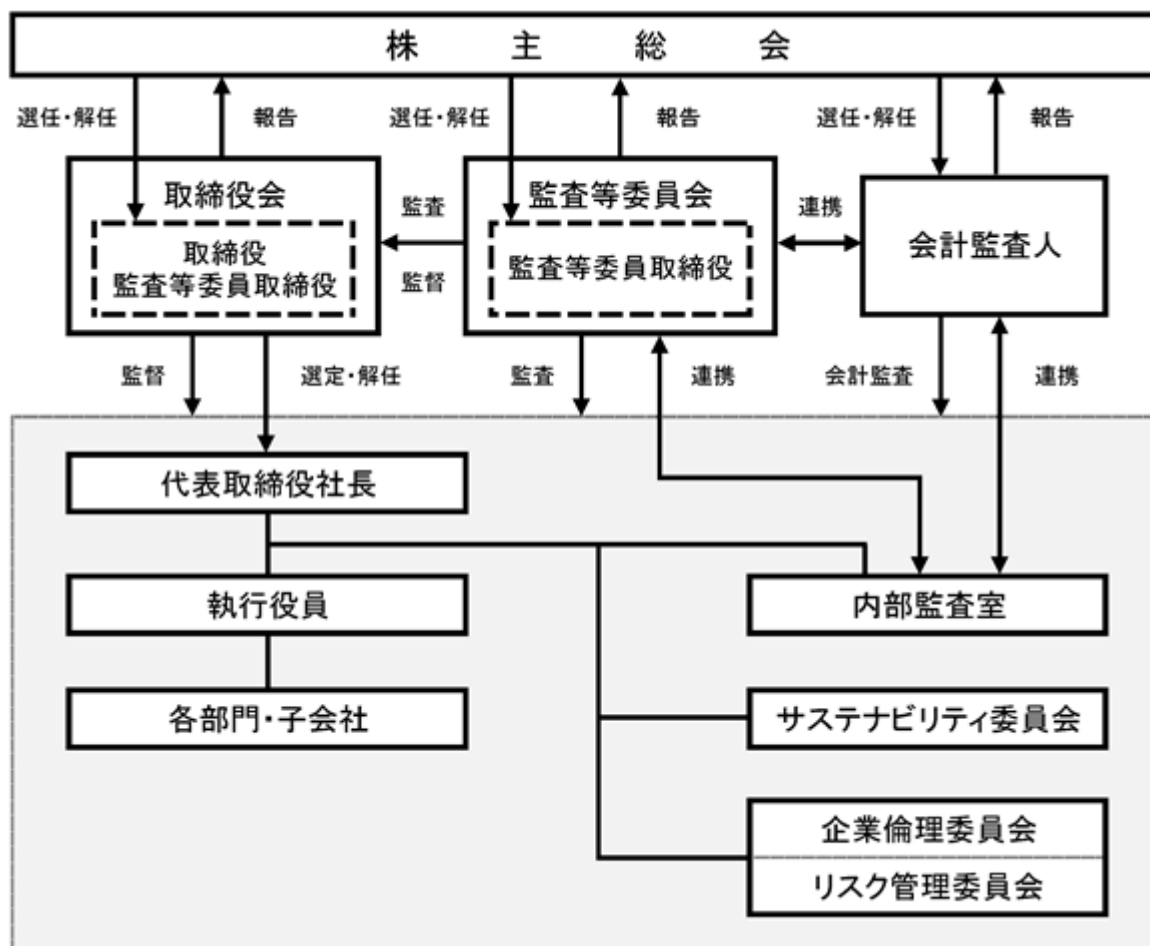 株主総会
選任・解任
報告
選任・解任
報告
選任・解任
報告
取締役会
取締役
監査等委員取締役
監査
監督
監査等委員会
監査等委員取締役
連携
会計監査人
監督
選定・解任
監査
連携
会計監査
連携
代表取締役社長
執行役員
内部監査室
各部門・子会社
サステナビリティ委員会
企業倫理委員会
リスク管理委員会